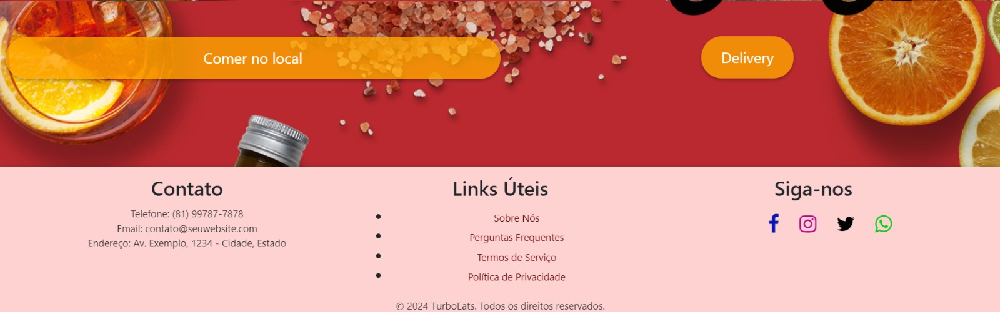 Comer no local
Delivery
Contato
Telefone: (81) 99787-7878
Email: contato@seuwebsite.com
Endereço: Av. Exemplo, 1234 - Cidade, Estado
Links Úteis
Sobre Nós
Perguntas Frequentes
Termos de Serviço
Política de Privacidade
Siga-nos
© 2024 TurboEats. Todos os direitos reservados.